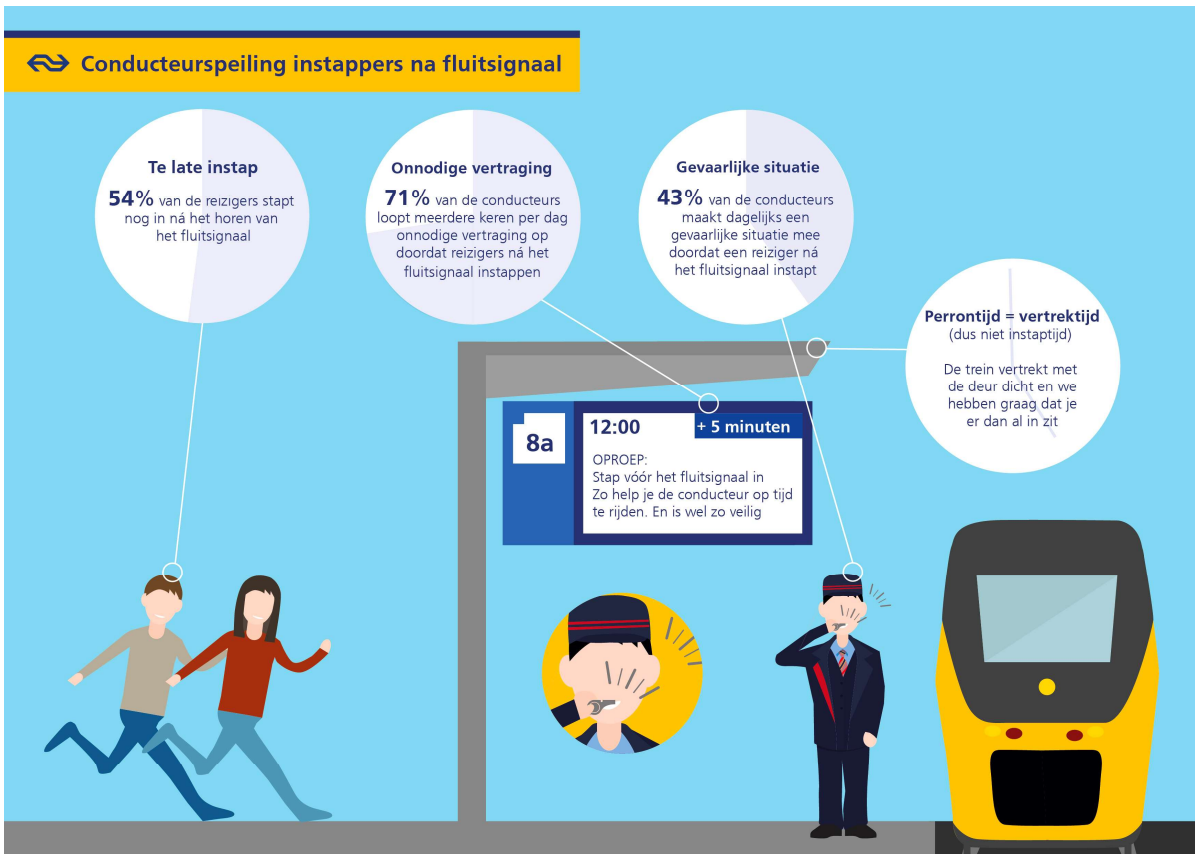 Conducteurspeiling instappers na fluitsignaal
Te late instap
54% van de reizigers stapt
nog in ná het horen van
het fluitsignaal
Onnodige vertraging
71% van de conducteurs
loopt meerdere keren per dag
onnodige vertraging op
doordat reizigers ná het
fluitsignaal instappen
Gevaarlijke situatie
43% van de conducteurs
maakt dagelijks een
gevaarlijke situatie mee
doordat een reiziger ná
het fluitsignaal instapt
Perrontijd = vertrektijd
(dus niet instaptijd)
De trein vertrekt met
de deur dicht en we
hebben graag dat je
er dan al in zit
8a
12:00
+ 5 minuten
OPROEP:
Stap vóór het fluitsignaal in
Zo help je de conducteur op tijd
te rijden. En is wel zo veilig